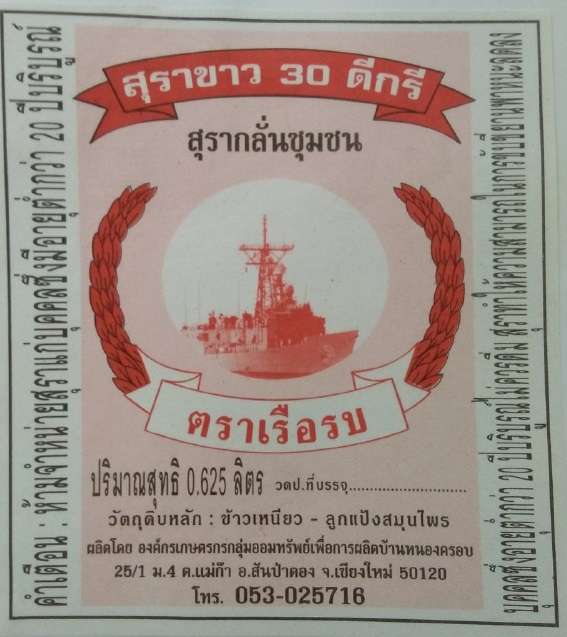 คำเตือน : ห้ามจำหน่ายสุราแก่บุคคลซึ่งมีอายุต่ำกว่า 20 ปีบริบูรณ์
สุราขาว 30 ดีกรี
สุรากลั่นชุมชน
ตราเรือรบ
ปริมาณสุทธิ 0.625 ลิตร วดป.ที่บรรจุ..........................
วัตถุดิบหลัก : ข้าวเหนียว - ลูกแป้งสมุนไพร
ผลิตโดย องค์กรเกษตรกรกลุ่มออมทรัพย์เพื่อการผลิตบ้านหนองครอบ
25/1 ม.4 ต.แม่ก๊า อ.สันป่าตอง จ.เชียงใหม่ 50120
โทร. 053-025716
บุคคลซึ่งอายุต่ำกว่า 20 ปีบริบูรณ์ไม่ควรดื่ม สุราทำให้ความสามารถในการขับขี่ยานพาหนะลดลง